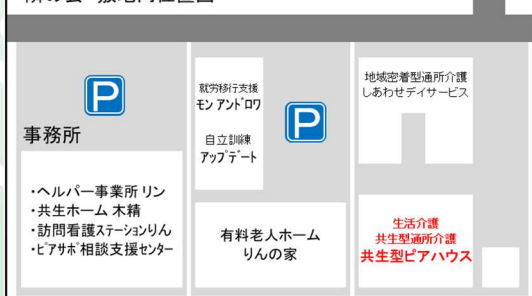 P
事務所
・ヘルパー事業所 リン
・共生ホーム 木精
・訪問看護ステーションりん
・ピアサポ相談支援センター
就労移行支援
モン アンドロワ
自立訓練
アップデート
P
有料老人ホーム
りんの家
地域密着型通所介護
しあわせデイサービス
生活介護
共生型通所介護
共生型ピアハウス